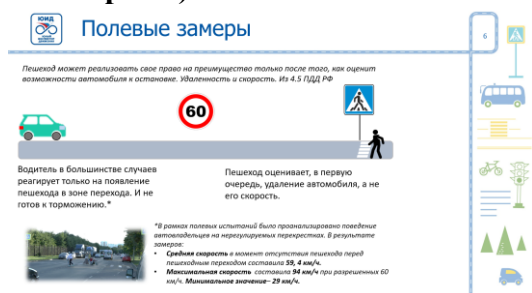 ЮИД
Полевые замеры
6
Пешеход может реализовать свое право на преимущество только после того, как оценит
возможности автомобиля к остановке. Удаленность и скорость. Из 4.5 ПДД РФ
60
Водитель в большинстве случаев
реагирует только на появление
пешехода в зоне перехода. И не
готов к торможению.*
Пешеход оценивает, в первую
очередь, удаление автомобиля, а не
его скорость.
*В рамках полевых испытаний было проанализировано поведение
автовладельцев на нерегулируемых перекрестках. В результате
замеров:
• Средняя скорость в момент отсутствия пешехода перед
пешеходным переходом составила 59, 4 км/ч.
• Максимальная скорость составила 94 км/ч при разрешенных 60
км/ч. Минимальное значение– 29 км/ч.